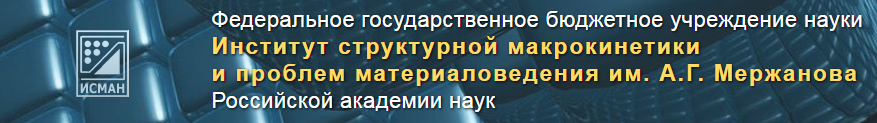 Федеральное государственное бюджетное учреждение науки
Институт структурной макрокинетики
и проблем материаловедения им. А.Г. Мержанова
Российской академии наук
ИСМАН